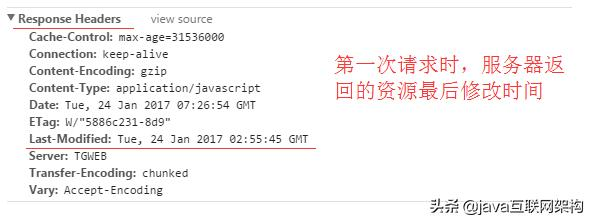 Response Headers view source
Cache-Control: max-age=31536000
Connection: keep-alive
Content-Encoding: gzip
Content-Type: application/javascript
Date: Tue, 24 Jan 2017 07:26:54 GMT
ETag: W/"5886c231-8d9"
Last-Modified: Tue, 24 Jan 2017 02:55:45 GMT
Server: TGWEB
Transfer-Encoding: chunked
Vary: Accept-Encoding
第一次请求时，服务器返
回的资源最后修改时间
头条 @java互联网架构